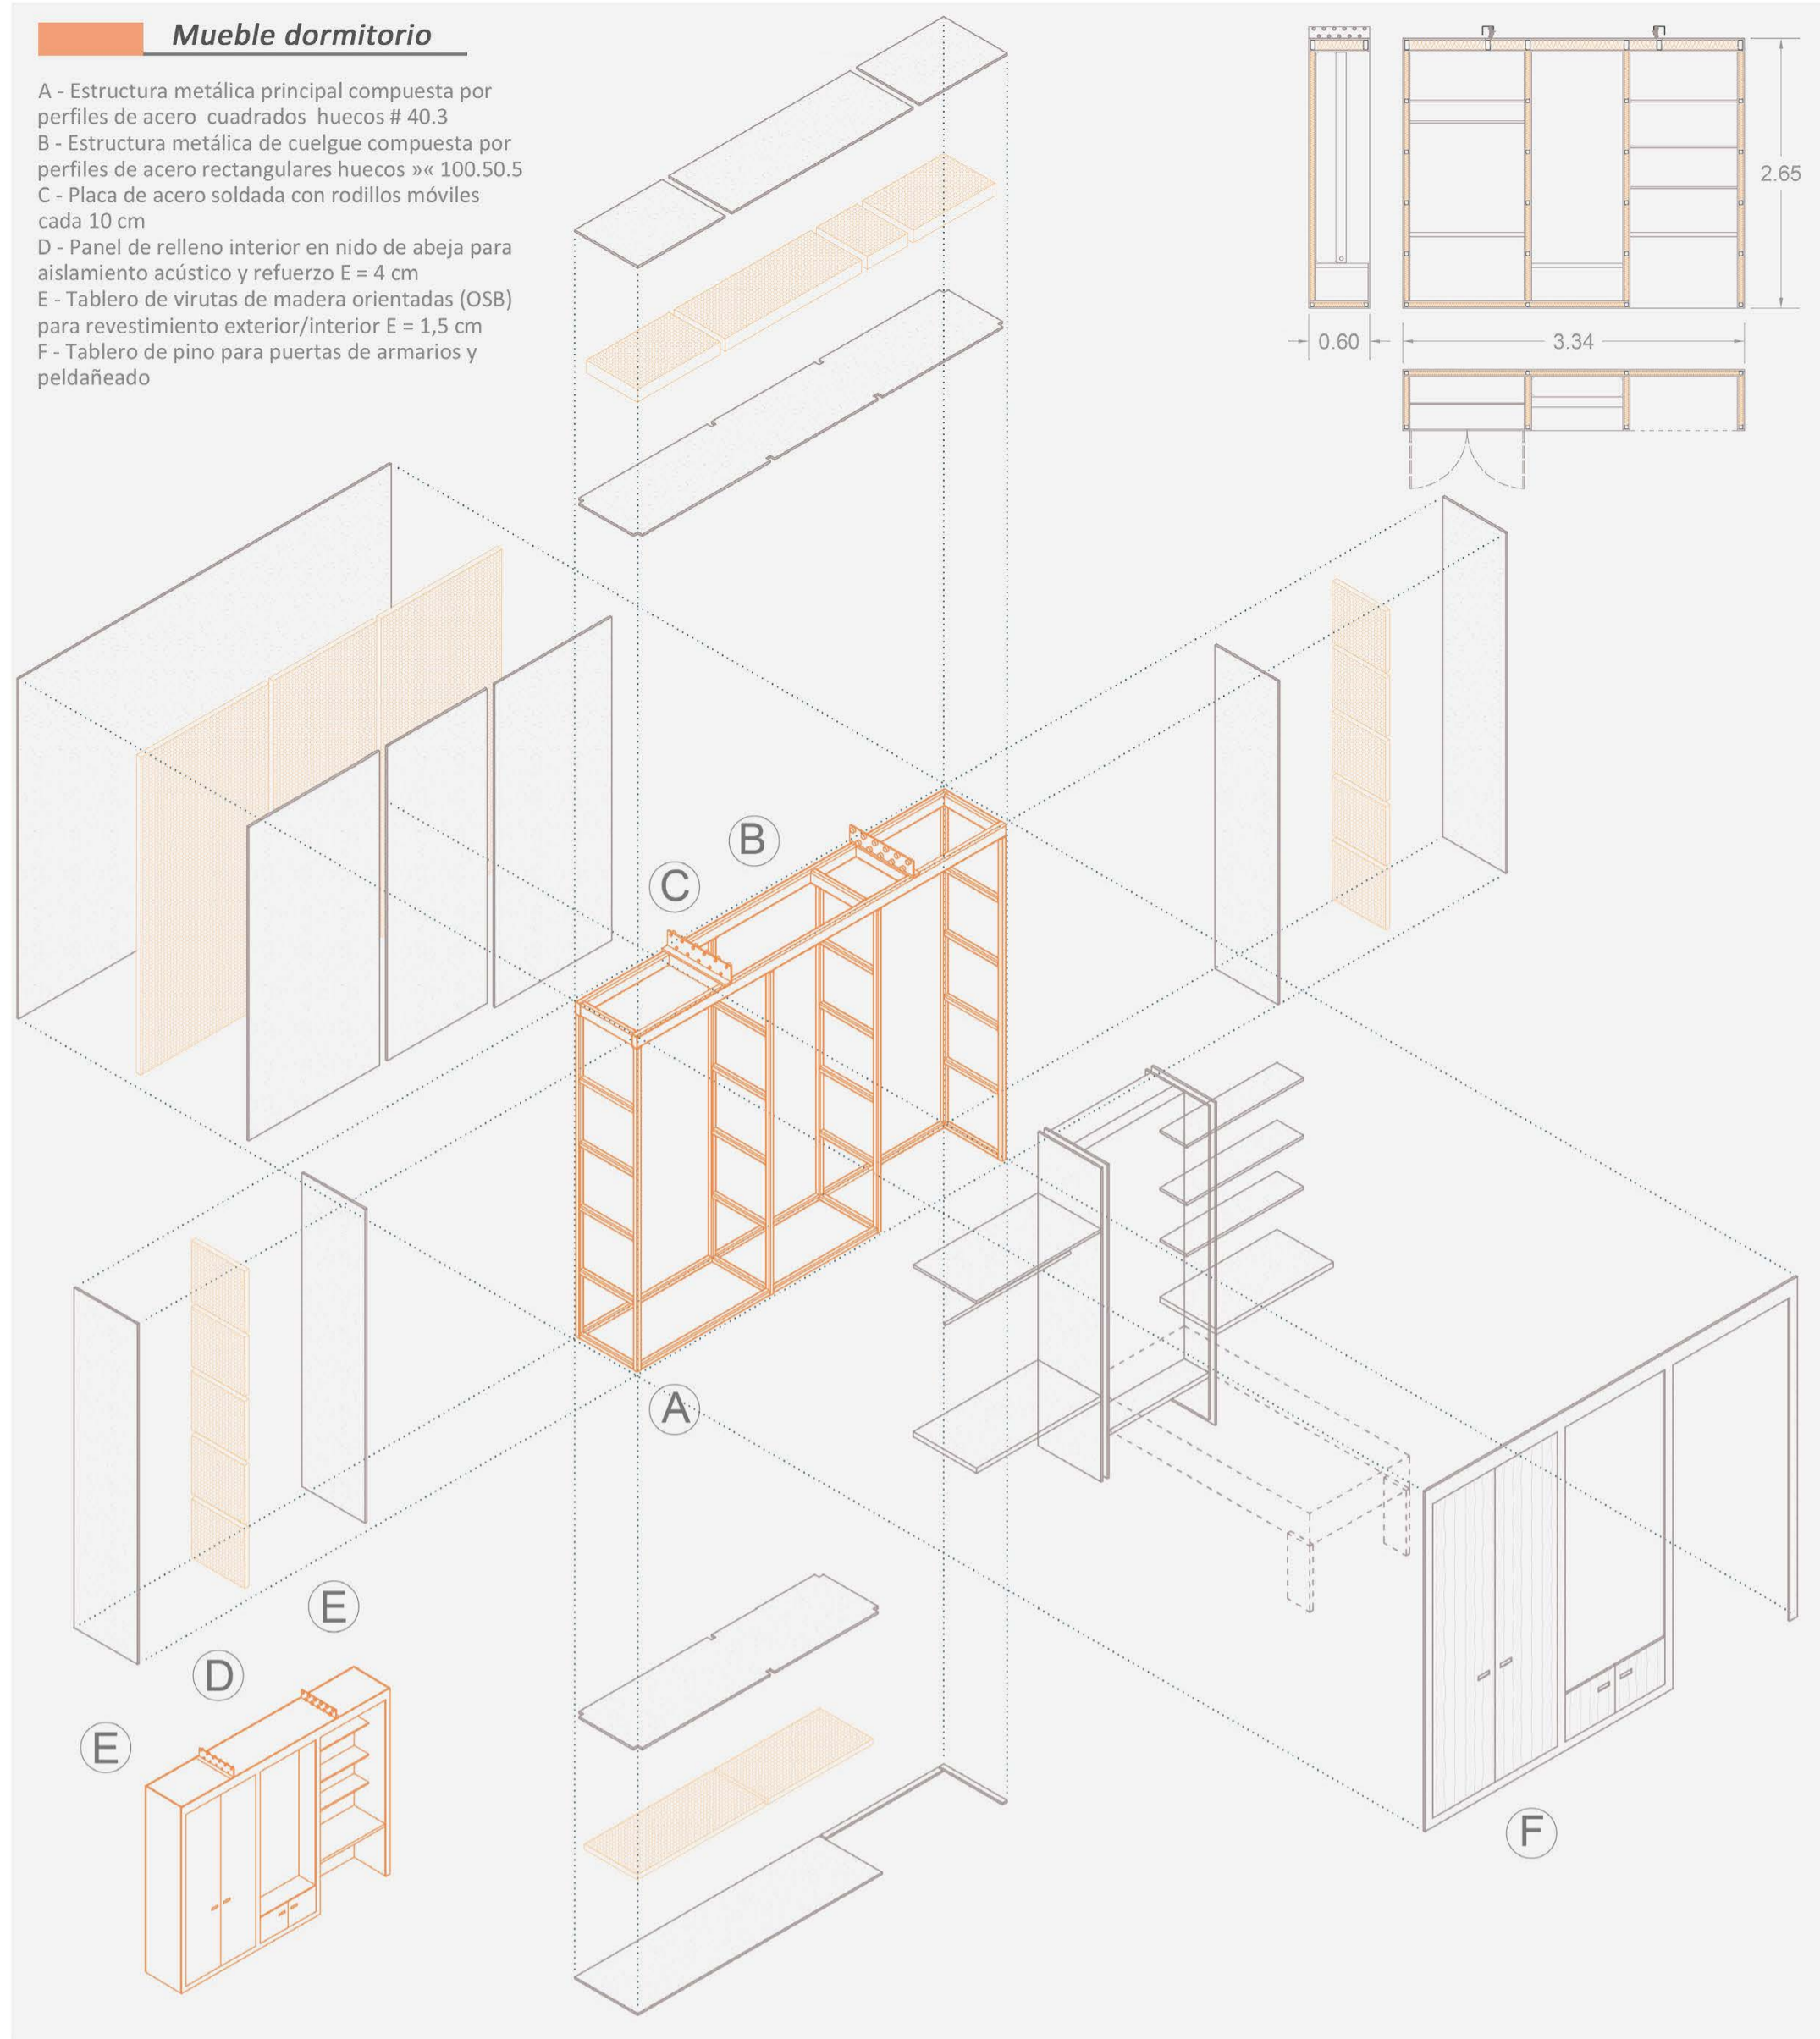 Mueble dormitorio
A - Estructura metálica principal compuesta por
perfiles de acero cuadrados huecos # 40.3
B - Estructura metálica de cuelgue compuesta por
perfiles de acero rectangulares huecos »« 100.50.5
C - Placa de acero soldada con rodillos móviles
cada 10 cm
D - Panel de relleno interior en nido de abeja para
aislamiento acústico y refuerzo E = 4 cm
E - Tablero de virutas de madera orientadas (OSB)
para revestimiento exterior/interior E = 1,5 cm
F - Tablero de pino para puertas de armarios y
peldañeado
2.65
0.60
3.34
B
C
A
E
D
E
F